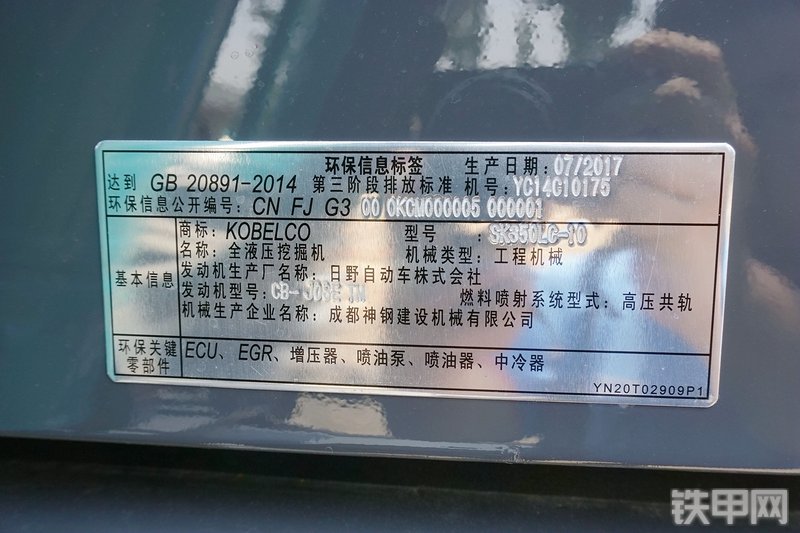 环保信息标签 生产日期: 07/2017
达到 GB 20891-2014 第三阶段排放标准 机号: YC14C10175
环保信息公开编号: CN FJ G3 00 0KCM000005 000001
商标: KOBELCO 型号 : SK350LC-10
名称: 全液压挖掘机 机械类型: 工程机械
基本信息
发动机生产厂名称: 日野自动车株式会社
发动机型号: 燃料喷射系统型式: 高压共轨
机械生产企业名称: 成都神钢建设机械有限公司
环保关键零部件
ECU、EGR、增压器、喷油泵、喷油器、中冷器
YN20T02909P1
铁甲网